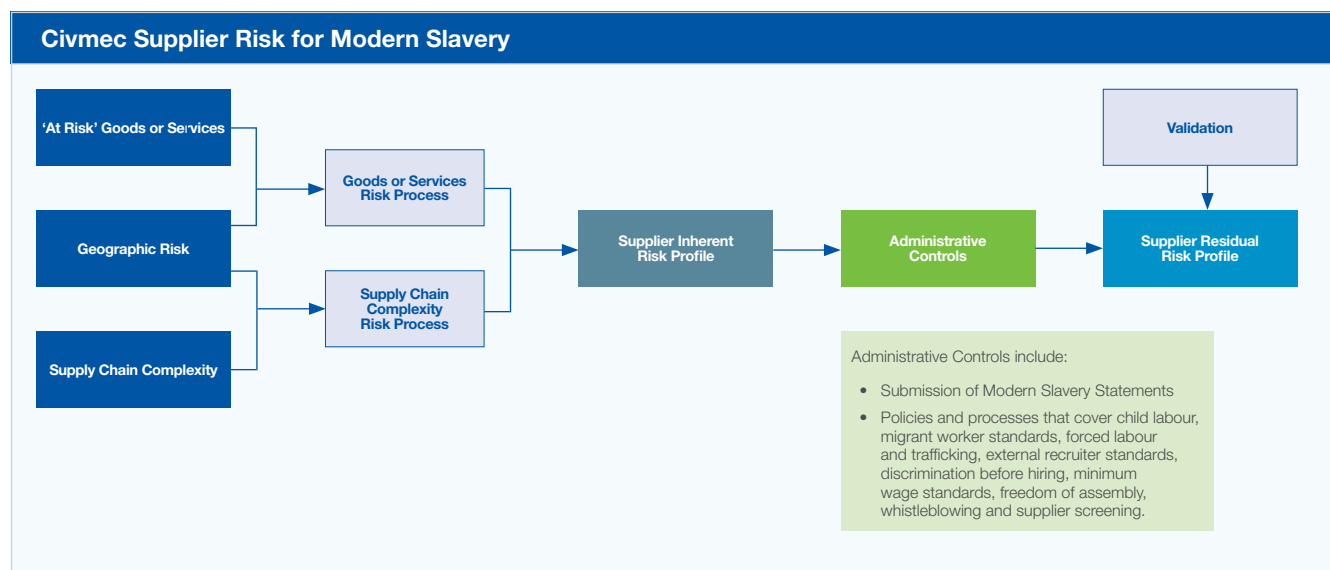 Civmec Supplier Risk for Modern Slavery
'At Risk' Goods or Services
Geographic Risk
Supply Chain Complexity
Goods or Services
Risk Process
Supply Chain
Complexity
Risk Process
Supplier Inherent
Risk Profile
Administrative
Controls
Validation
Supplier Residual
Risk Profile
Administrative Controls include:
• Submission of Modern Slavery Statements
• Policies and processes that cover child labour,
migrant worker standards, forced labour
and trafficking, external recruiter standards,
discrimination before hiring, minimum
wage standards, freedom of assembly,
whistleblowing and supplier screening.